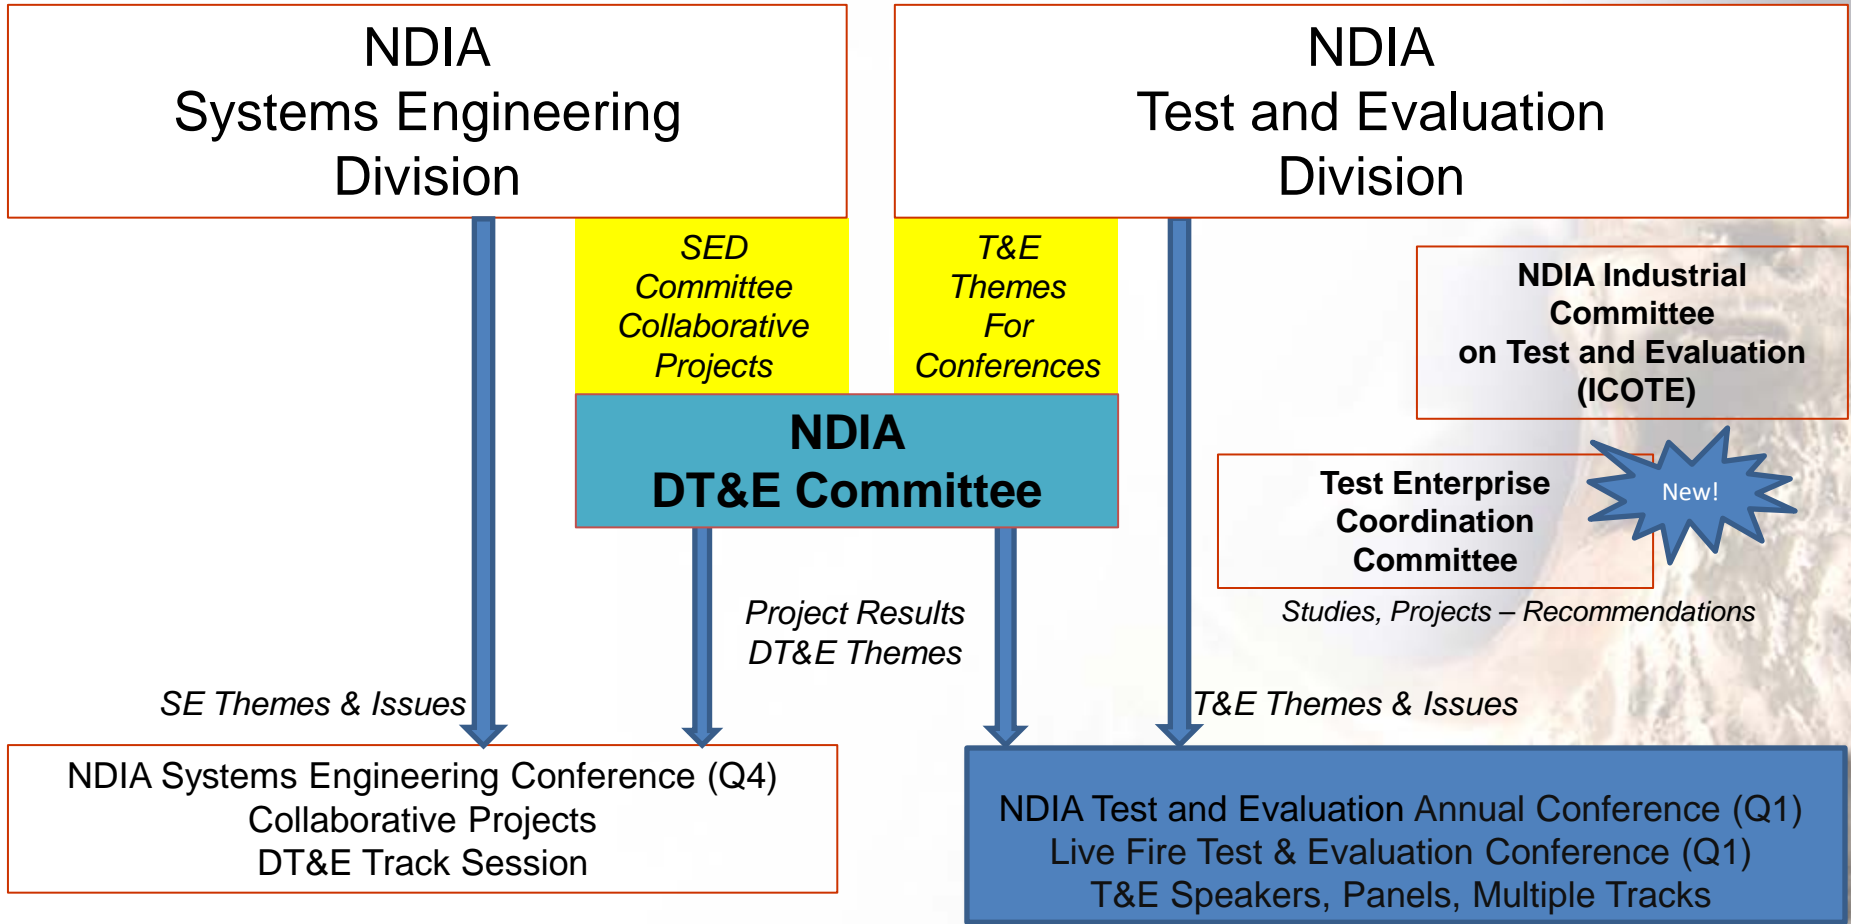 NDIA
Systems Engineering
Division
NDIA
Test and Evaluation
Division
SED
Committee
Collaborative
Projects
T&E
Themes
For
Conferences
NDIA Industrial
Committee
on Test and Evaluation
(ICOTE)
NDIA
DT&E Committee
Test Enterprise
Coordination
Committee
New!
Studies, Projects – Recommendations
Project Results
DT&E Themes
SE Themes & Issues
T&E Themes & Issues
NDIA Systems Engineering Conference (Q4)
Collaborative Projects
DT&E Track Session
NDIA Test and Evaluation Annual Conference (Q1)
Live Fire Test & Evaluation Conference (Q1)
T&E Speakers, Panels, Multiple Tracks